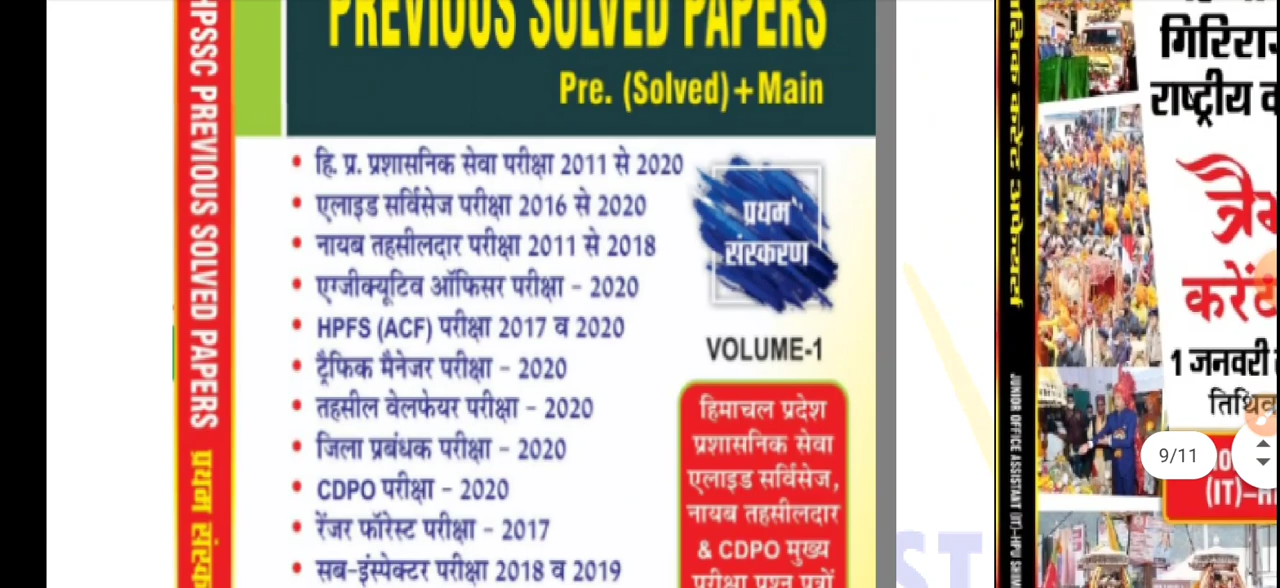 PREVIOUS SOLVED PAPERS
Pre. (Solved)+Main
HPSSC PREVIOUS SOLVED PAPERS प्रथम
• हि. प्र. प्रशासनिक सेवा परीक्षा 2011 से 2020
• एलाइड सर्विसेज परीक्षा 2016 से 2020
• नायब तहसीलदार परीक्षा 2011 से 2018
• एग्जीक्यूटिव ऑफिसर परीक्षा - 2020
• HPFS (ACF) परीक्षा 2017 व 2020
• ट्रैफिक मैनेजर परीक्षा - 2020
• तहसील वेलफेयर परीक्षा - 2020
• जिला प्रबंधक परीक्षा - 2020
• CDPO परीक्षा - 2020
• रेंजर फॉरेस्ट परीक्षा - 2017
• सब-इंस्पेक्टर परीक्षा 2018 व 2019
प्रथम
संस्करण
VOLUME-1
हिमाचल प्रदेश
प्रशासनिक सेवा
एलाइड सर्विसेज,
नायब तहसीलदार
& CDPO मुख्य
परीक्षा प्रश्न पत्रों
JUNIOR OFFICE ASSISTANT (IT)-HPU
राष्ट्रीय
1 जनवरी
9/11
(IT)